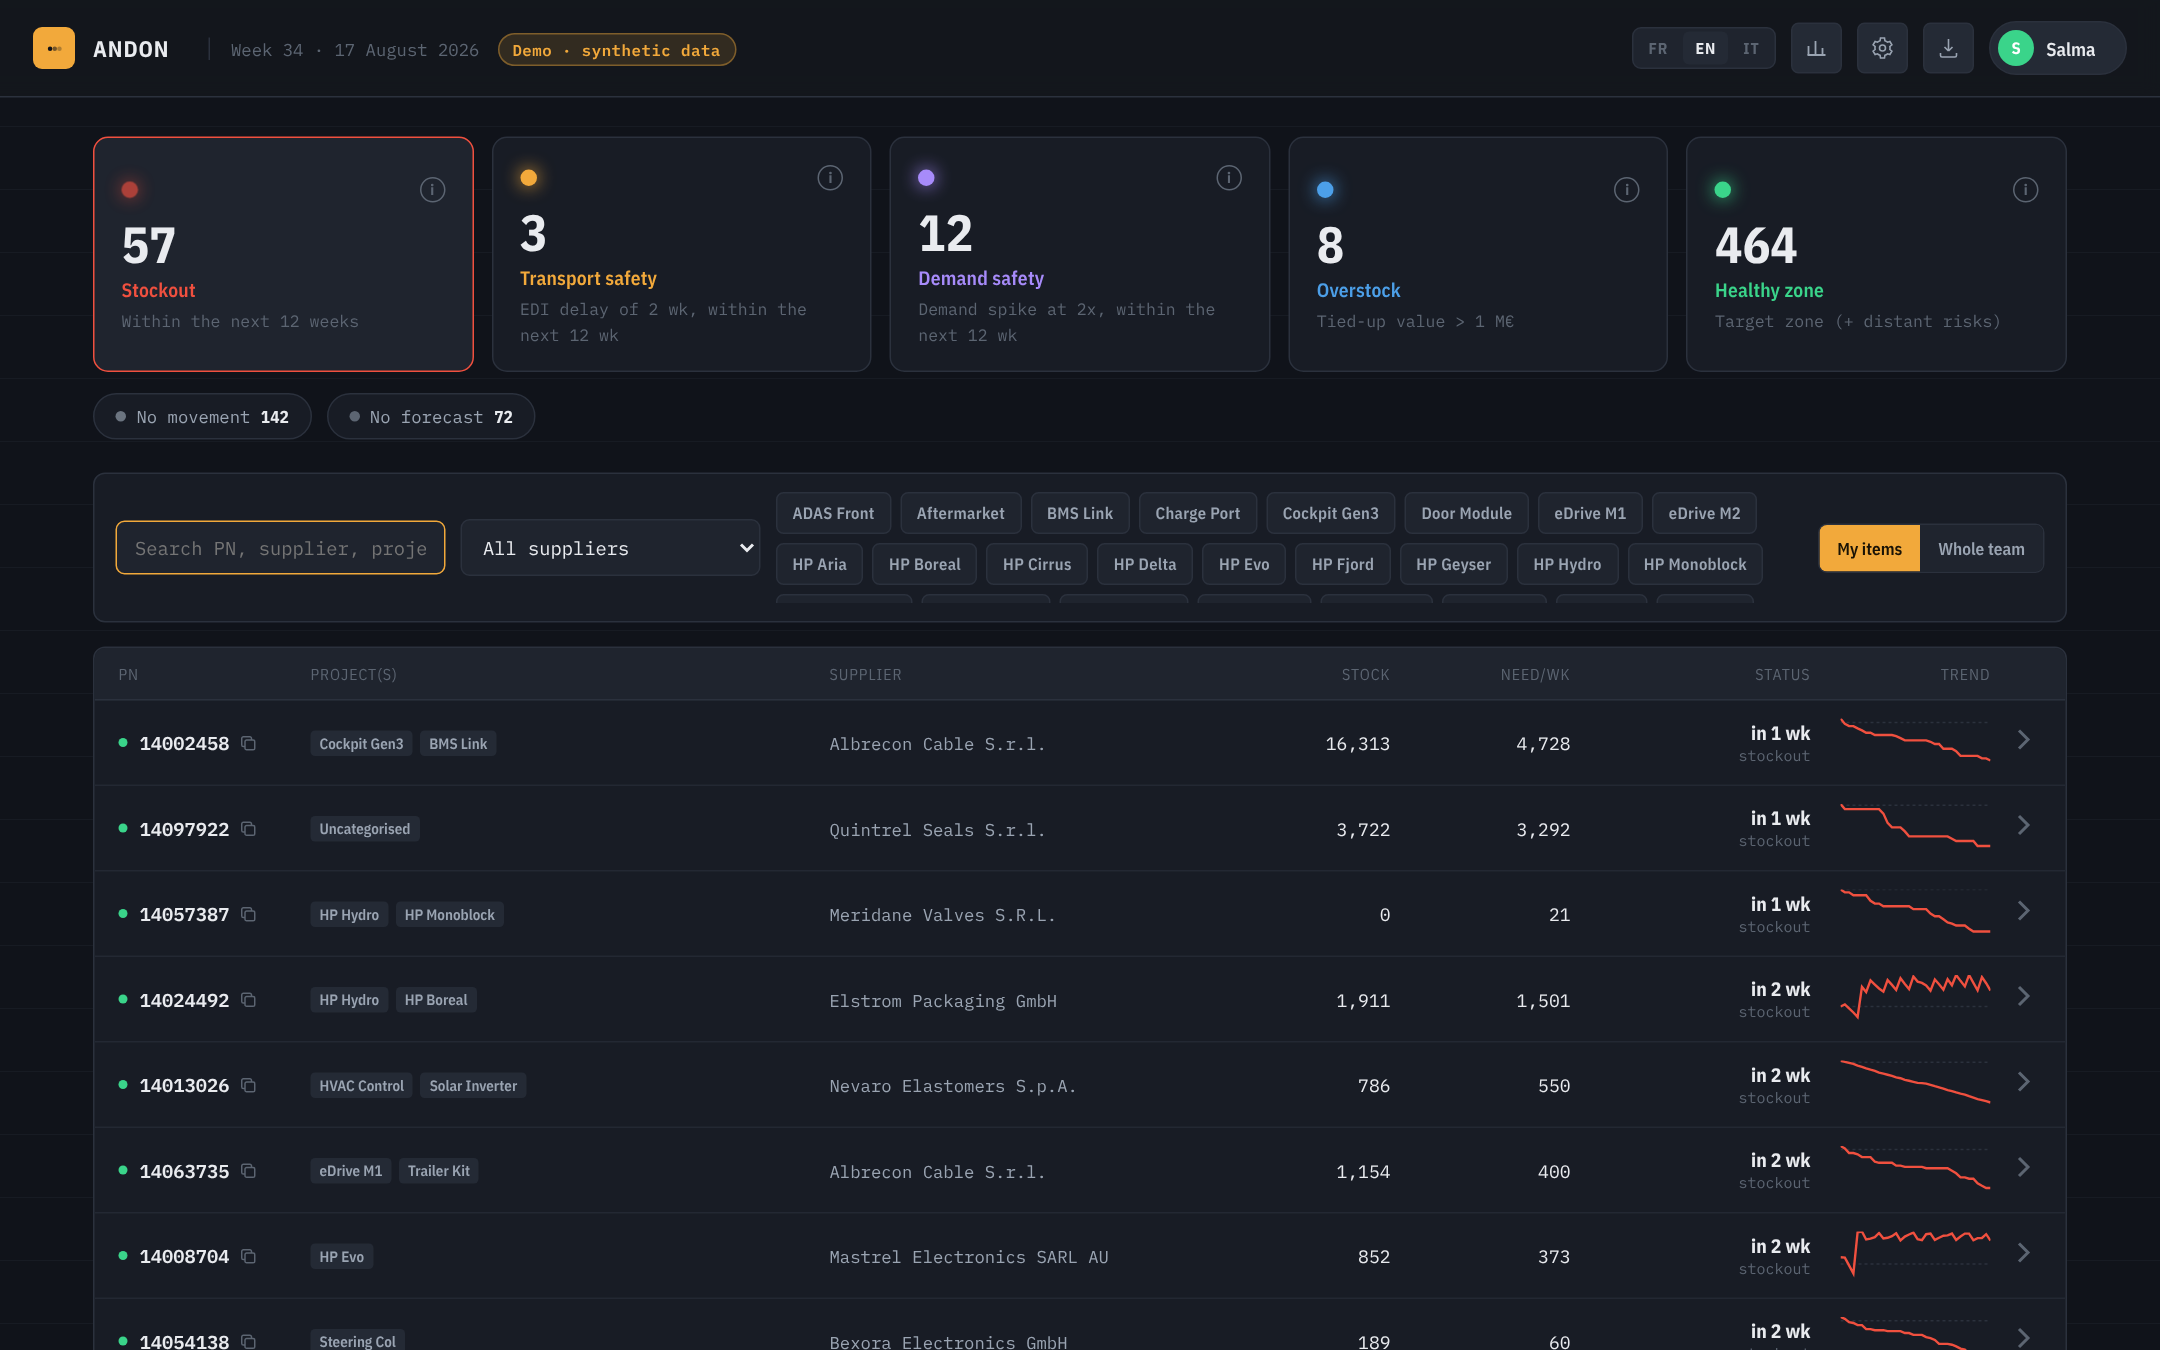 ANDON
Week 34 · 17 August 2026
Demo · synthetic data
FR EN IT
S Salma
57
Stockout
Within the next 12 weeks
3
Transport safety
EDI delay of 2 wk, within the
next 12 wk
12
Demand safety
Demand spike at 2x, within the
next 12 wk
8
Overstock
Tied-up value > 1 M€
464
Healthy zone
Target zone (+ distant risks)
No movement 142
No forecast 72
Search PN, supplier, proje
All suppliers
ADAS Front Aftermarket BMS Link Charge Port Cockpit Gen3 Door Module eDrive M1 eDrive M2
HP Aria HP Boreal HP Cirrus HP Delta HP Evo HP Fjord HP Geyser HP Hydro HP Monoblock
My items Whole team
PN PROJECT(S) SUPPLIER STOCK NEED/WK STATUS TREND
14002458 Cockpit Gen3 BMS Link Albrecon Cable S.r.l. 16,313 4,728 in 1 wk
stockout
14097922 Uncategorised Quintrel Seals S.r.l. 3,722 3,292 in 1 wk
stockout
14057387 HP Hydro HP Monoblock Meridane Valves S.R.L. 0 21 in 1 wk
stockout
14024492 HP Hydro HP Boreal Elstrom Packaging GmbH 1,911 1,501 in 2 wk
stockout
14013026 HVAC Control Solar Inverter Nevaro Elastomers S.p.A. 786 550 in 2 wk
stockout
14063735 eDrive M1 Trailer Kit Albrecon Cable S.r.l. 1,154 400 in 2 wk
stockout
14008704 HP Evo Mastrel Electronics SARL AU 852 373 in 2 wk
stockout
14054138 Steering Col Bexora Electronics GmbH 189 60 in 2 wk